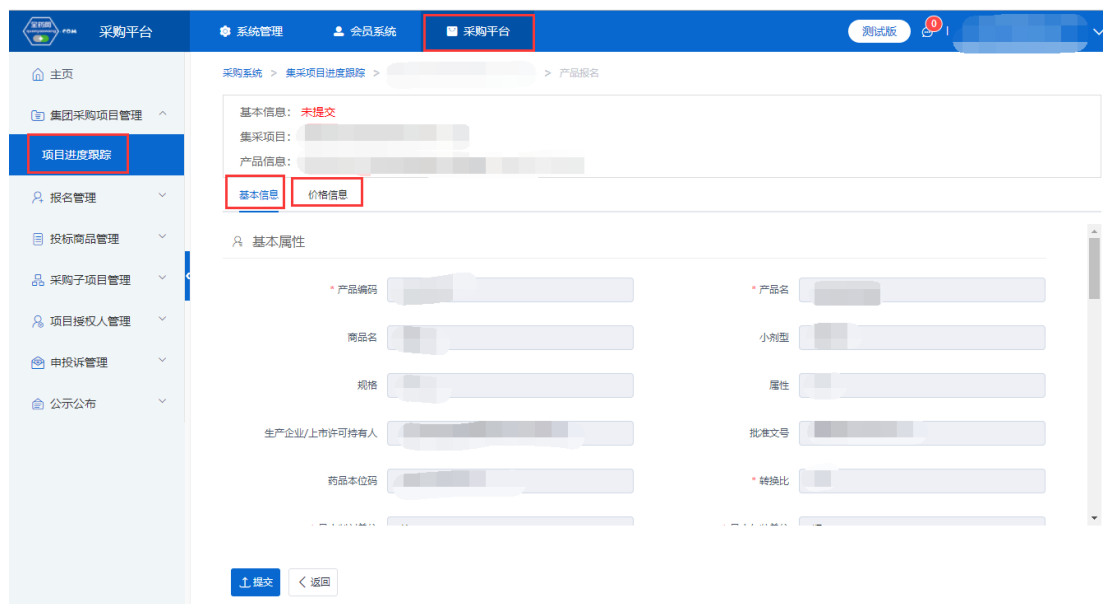 全药网
采购平台
系统管理
会员系统
采购平台
测试版
0
主页
集团采购项目管理
项目进度跟踪
报名管理
投标商品管理
采购子项目管理
项目授权人管理
申投诉管理
公示公布
采购系统 > 集采项目进度跟踪 > > 产品报名
基本信息： 未提交
集采项目：
产品信息：
基本信息 价格信息
基本属性
* 产品编码 * 产品名
商品名 小剂型
规格 属性
生产企业/上市许可持有人 批准文号
药品本位码 * 转换比
提交 返回